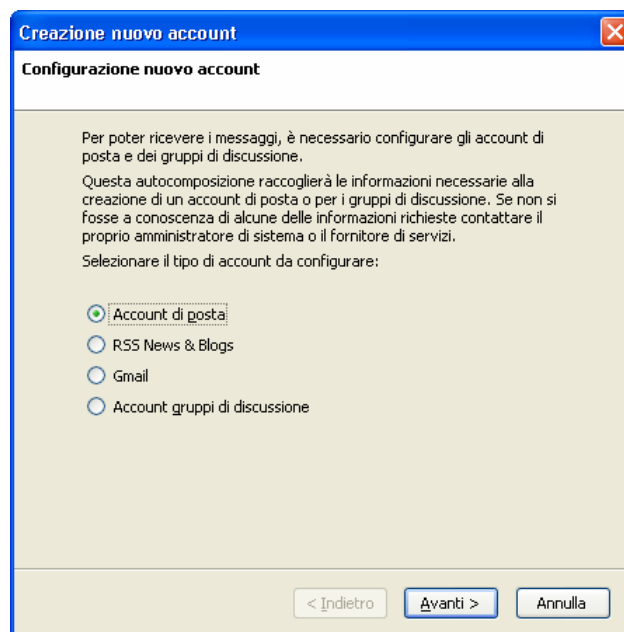 Creazione nuovo account
Configurazione nuovo account
Per poter ricevere i messaggi, è necessario configurare gli account di
posta e dei gruppi di discussione.
Questa autocomposizione raccoglierà le informazioni necessarie alla
creazione di un account di posta o per i gruppi di discussione. Se non si
fosse a conoscenza di alcune delle informazioni richieste contattare il
proprio amministratore di sistema o il fornitore di servizi.
Selezionare il tipo di account da configurare:
Account di posta
RSS News & Blogs
Gmail
Account gruppi di discussione
< Indietro
Avanti >
Annulla